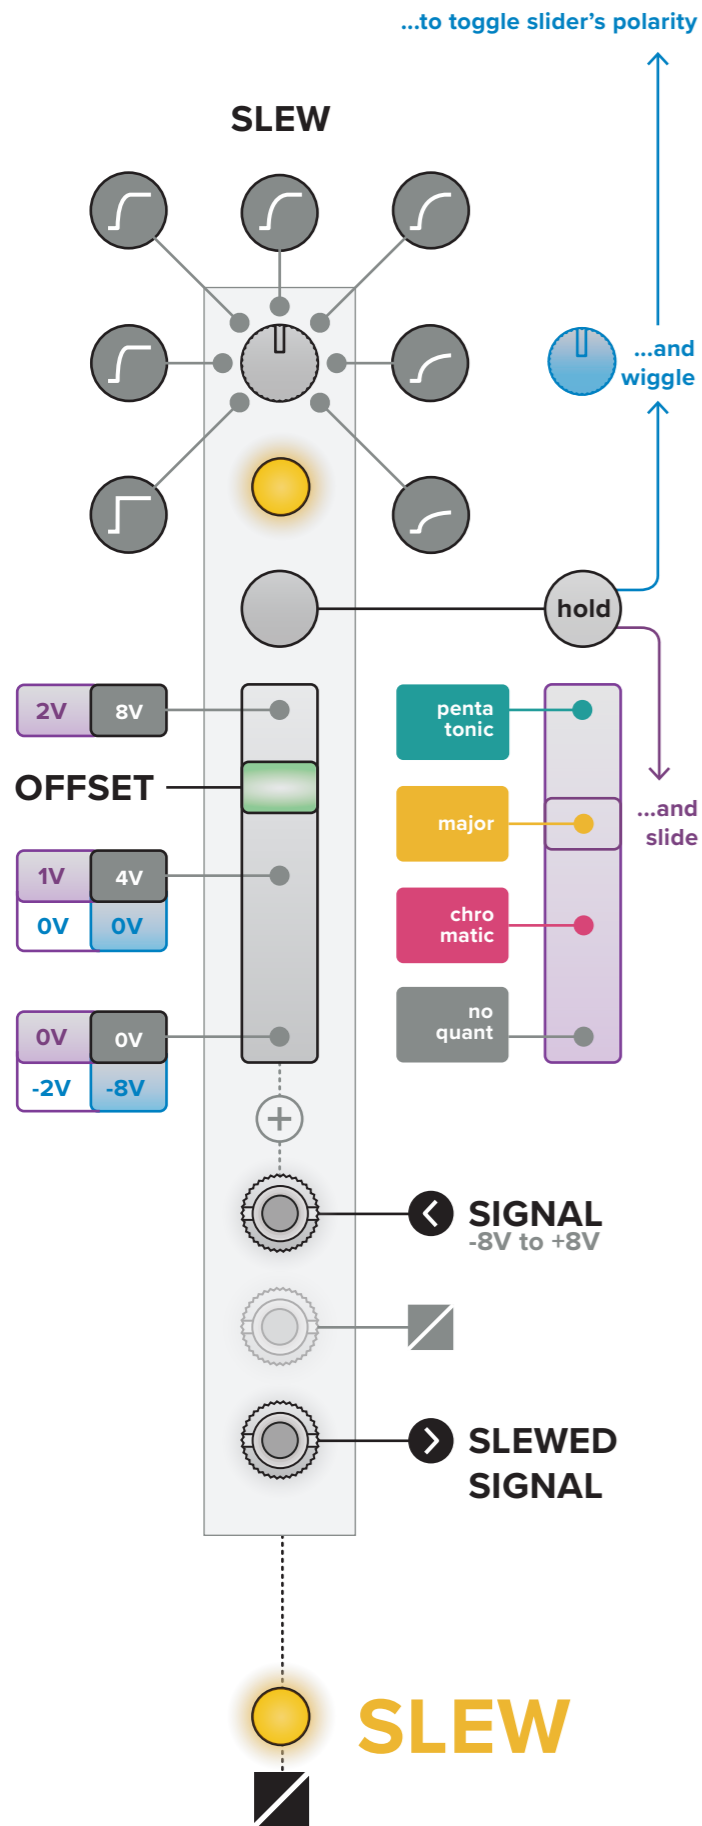 ...to toggle slider's polarity
SLEW
...and
wiggle
hold
2V 8V
penta
tonic
OFFSET
major
...and
slide
1V 4V
0V 0V
chro
matic
0V 0V
-2V -8V
no
quant
SIGNAL
-8V to +8V
SLEWED
SIGNAL
SLEW